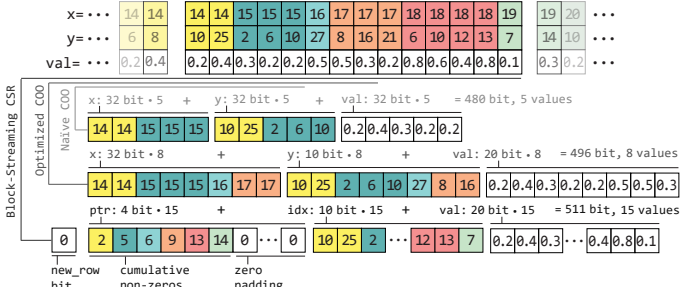 x= ··· 14 14 14 14 15 15 15 16 17 17 17 18 18 18 18 19 19 20 ···
y= ··· 6 8 10 25 2 6 10 27 8 16 21 6 10 12 13 7 14 10 ···
val= ··· 0.2 0.4 0.2 0.4 0.3 0.2 0.2 0.5 0.5 0.3 0.2 0.8 0.6 0.4 0.8 0.1 0.3 0.2 ···
Block-Streaming CSR
Optimized COO
Naïve COO
x: 32 bit • 5 + y: 32 bit • 5 + val: 32 bit • 5 = 480 bit, 5 values
14 14 15 15 15 10 25 2 6 10 0.2 0.4 0.3 0.2 0.2
x: 32 bit • 8 + y: 10 bit • 8 + val: 20 bit • 8 = 496 bit, 8 values
14 14 15 15 15 16 17 17 10 25 2 6 10 27 8 16 0.2 0.4 0.3 0.2 0.2 0.5 0.5 0.3
ptr: 4 bit • 15 + idx: 10 bit • 15 + val: 20 bit • 15 = 511 bit, 15 values
0 2 5 6 9 13 14 0 ··· 0 10 25 2 ··· 12 13 7 0.2 0.4 0.3 ··· 0.4 0.8 0.1
new_row cumulative zero
bit non-zeros padding